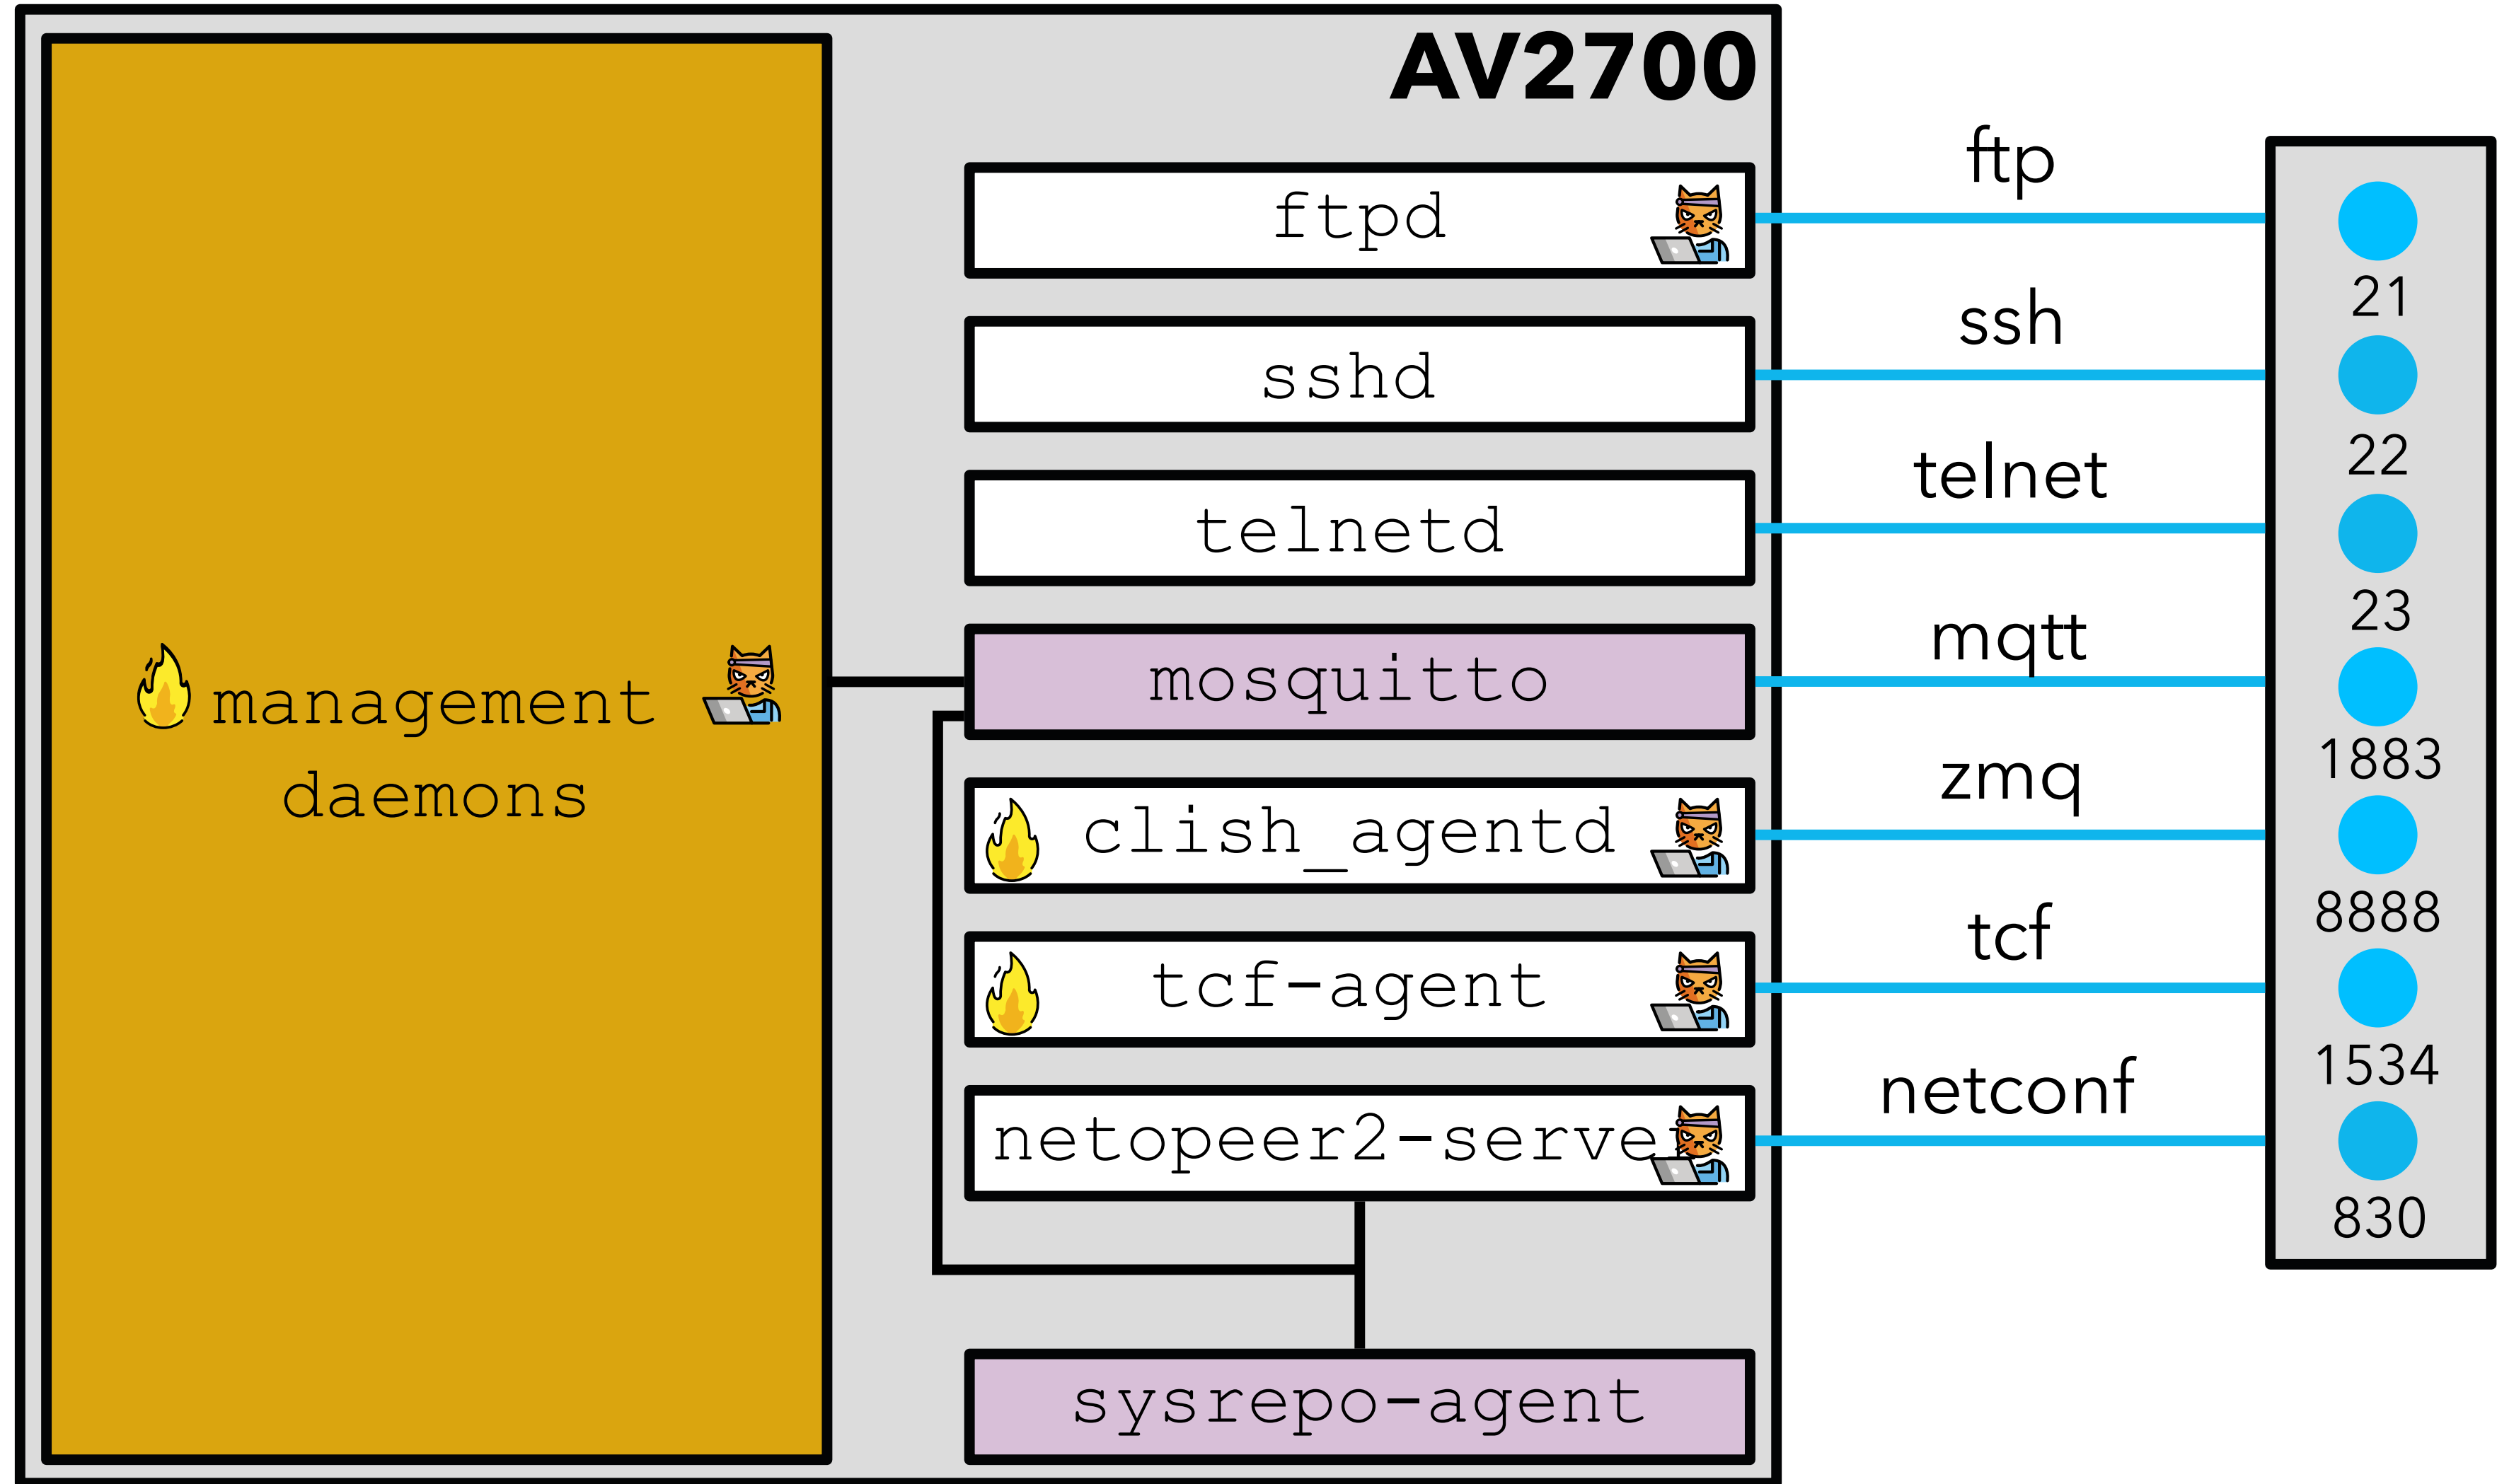 AV2700
management
daemons
ftpd
sshd
telnetd
mosquitto
clish_agentd
tcf-agent
netopeer2-server
sysrepo-agent
ftp
ssh
telnet
mqtt
zmq
tcf
netconf
21
22
23
1883
8888
1534
830